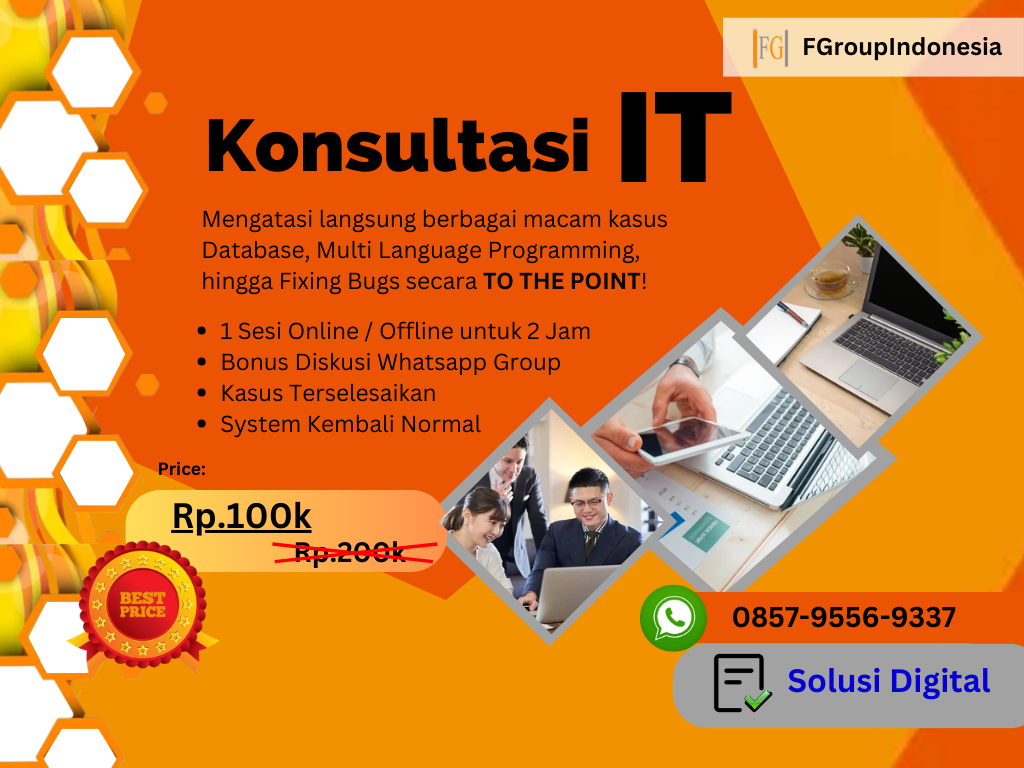 FG FGroupIndonesia
Konsultasi IT
Mengatasi langsung berbagai macam kasus
Database, Multi Language Programming,
hingga Fixing Bugs secara TO THE POINT!
• 1 Sesi Online / Offline untuk 2 Jam
• Bonus Diskusi Whatsapp Group
• Kasus Terselesaikan
• System Kembali Normal
Price:
Rp.100k
Rp.200k
BEST
PRICE
0857-9556-9337
Solusi Digital